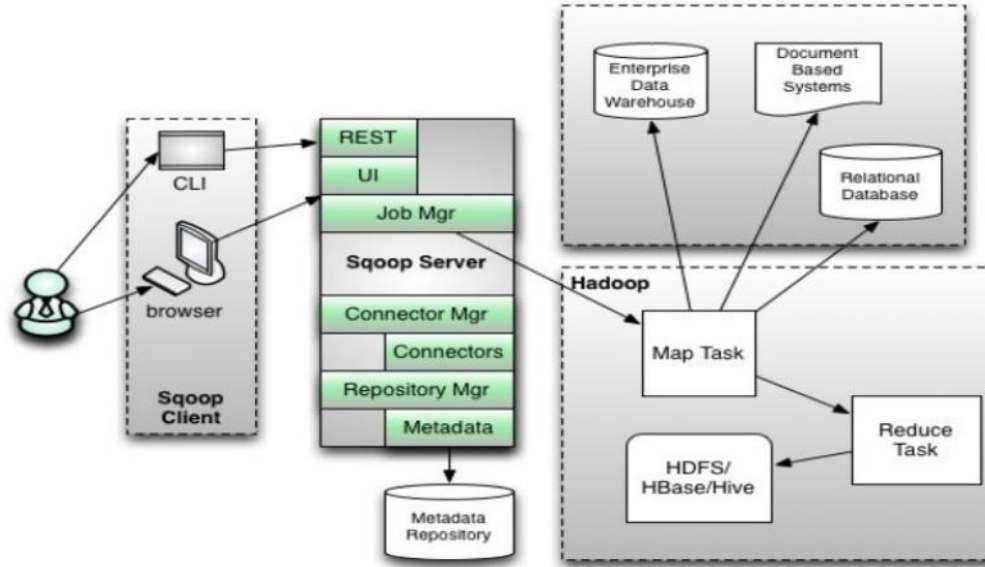 Enterprise
Data
Warehouse
Document
Based
Systems
Relational
Database
CLI
browser
Sqoop
Client
REST
UI
Job Mgr
Sqoop Server
Connector Mgr
Connectors
Repository Mgr
Metadata
Metadata
Repository
Hadoop
Map Task
Reduce
Task
HDFS/
HBase/Hive